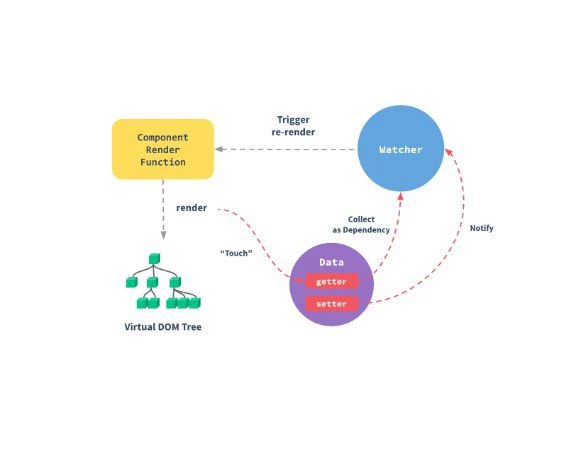 Trigger
re-render
Component
Render
Function
Watcher
render
Collect
as Dependency
Notify
“Touch”
Data
getter
setter
Virtual DOM Tree